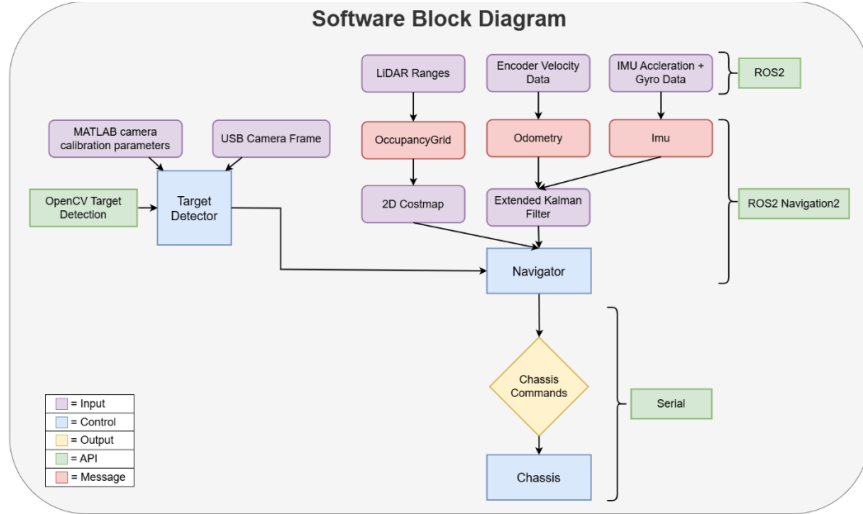 Software Block Diagram
LiDAR Ranges
Encoder Velocity
Data
IMU Accleration +
Gyro Data
ROS2
MATLAB camera
calibration parameters
USB Camera Frame
OccupancyGrid
Odometry
Imu
OpenCV Target
Detection
Target
Detector
2D Costmap
Extended Kalman
Filter
ROS2 Navigation2
Navigator
Chassis
Commands
Serial
Chassis
= Input
= Control
= Output
= API
= Message